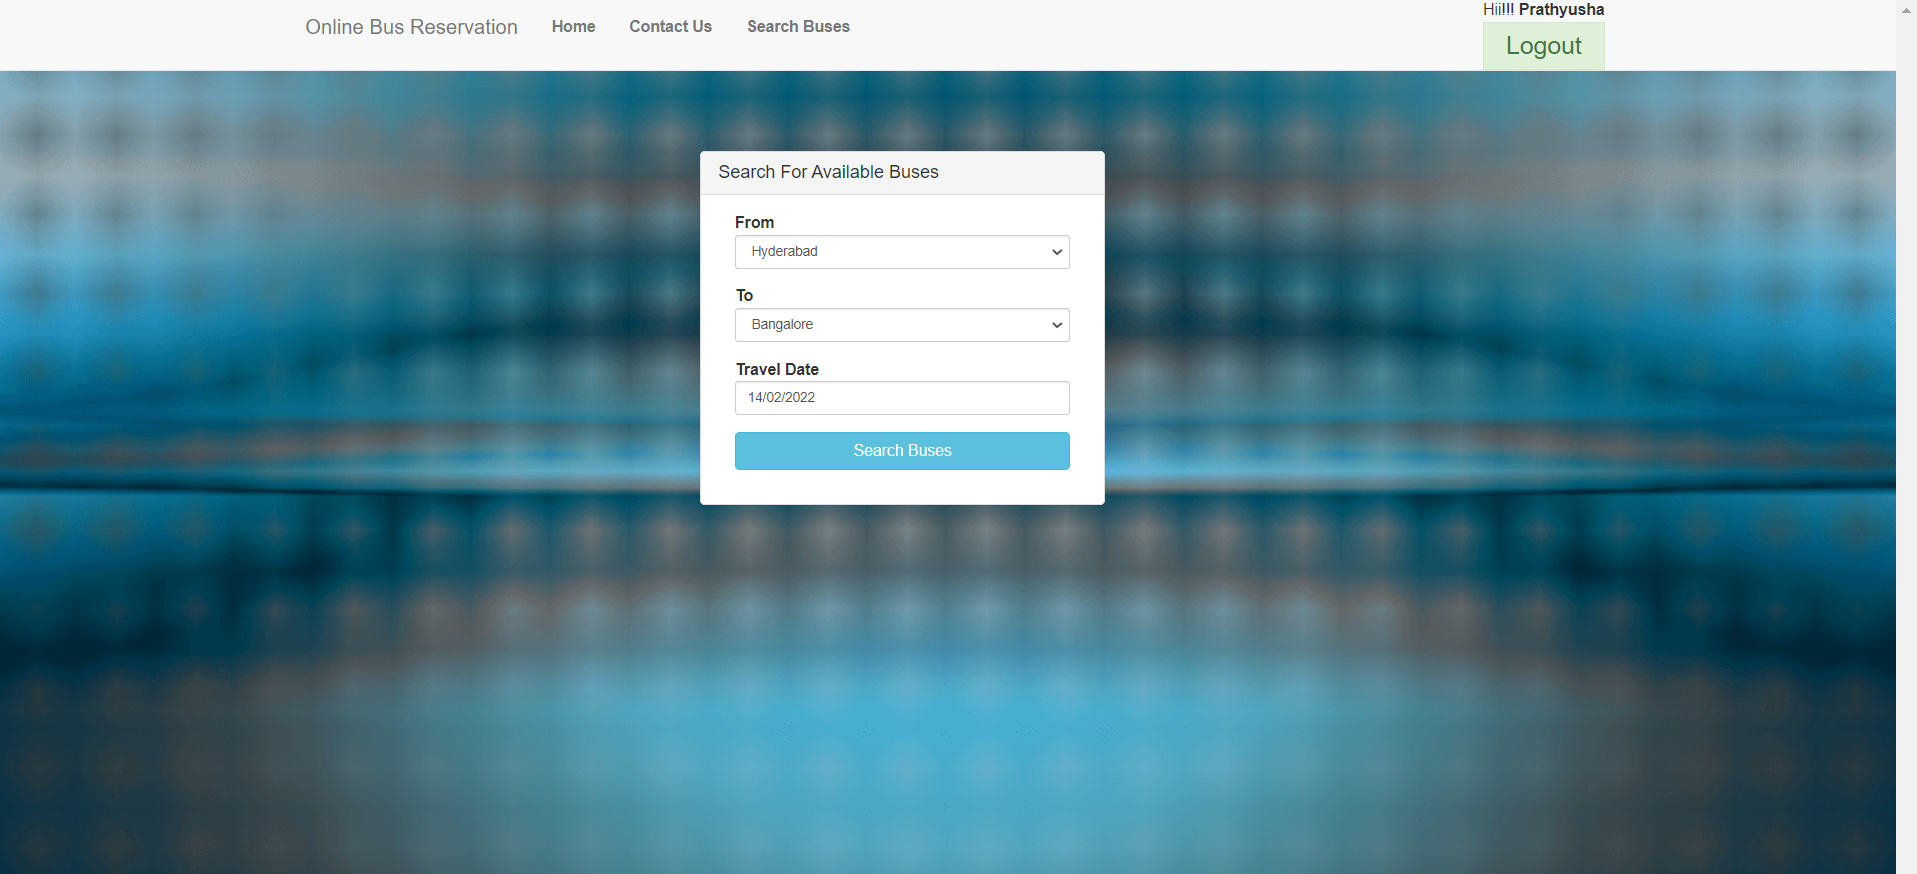 Online Bus Reservation Home Contact Us Search Buses
Hii!!! Prathyusha
Logout
Search For Available Buses
From
Hyderabad
To
Bangalore
Travel Date
14/02/2022
Search Buses